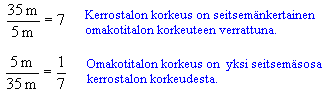 35 m / 5 m = 7 Kerrostalon korkeus on seitsemänkertainen
omakotitalon korkeuteen verrattuna.
5 m / 35 m = 1 / 7 Omakotitalon korkeus on yksi seitsemäsosa
kerrostalon korkeudesta.